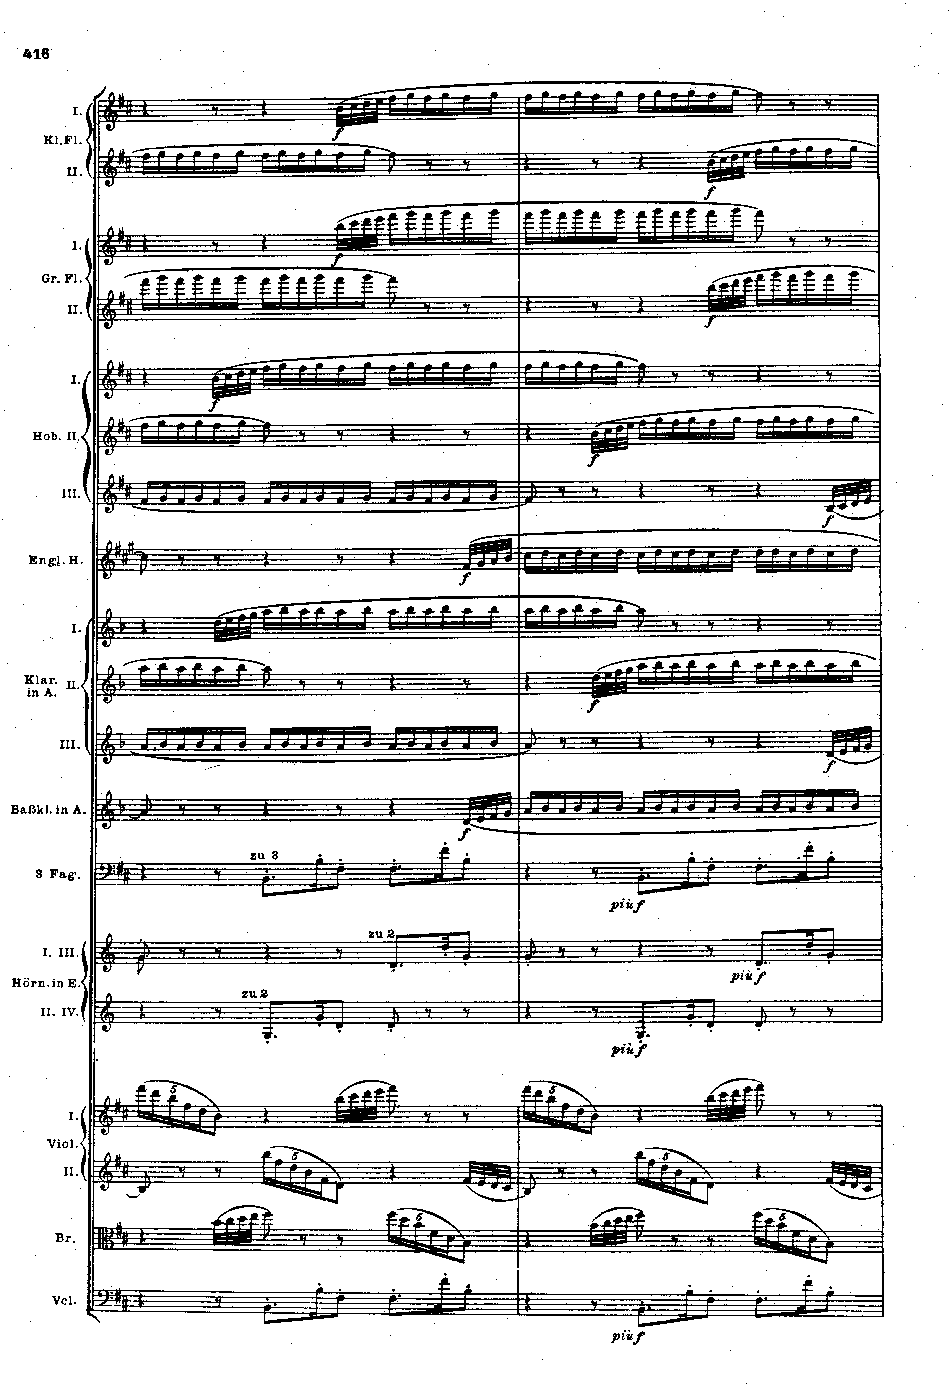 416
I.
Kl. Fl.
II.
f
f
I.
Gr. Fl.
II.
f
f
I.
f
Hob. II.
f
III.
f
Engl. H.
f
I.
Klar.
in A.
II.
f
III.
f
Baßkl. in A.
f
zu 3
3 Fag.
più f
zu 2
I. III.
più f
Hörn. in E.
zu 2
II. IV.
più f
5
5
I.
Viol.
5
5
II.
5
5
Br.
Vcl.
più f